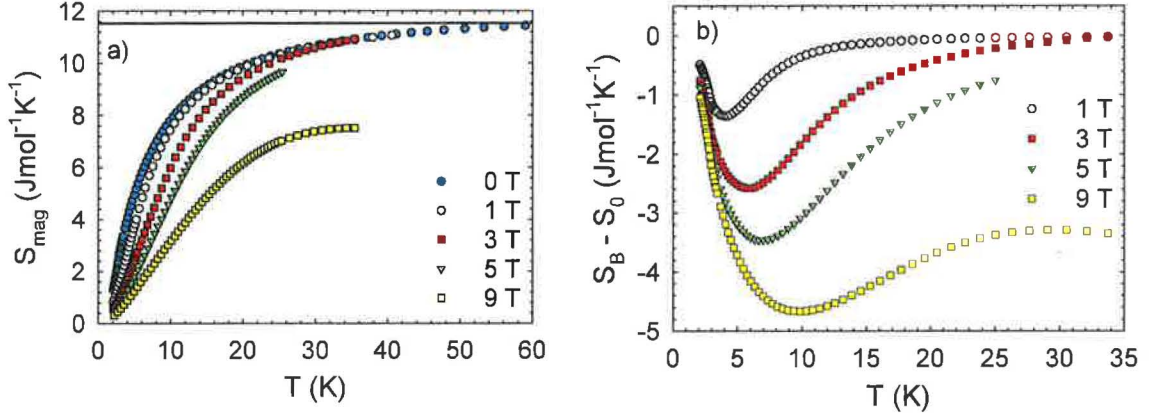 a)
S_mag (Jmol⁻¹K⁻¹)
12
10
8
6
4
2
0
0 T
1 T
3 T
5 T
9 T
0 10 20 30 40 50 60
T (K)
b)
S_B - S_0 (Jmol⁻¹K⁻¹)
0
-1
-2
-3
-4
-5
1 T
3 T
5 T
9 T
0 5 10 15 20 25 30 35
T (K)